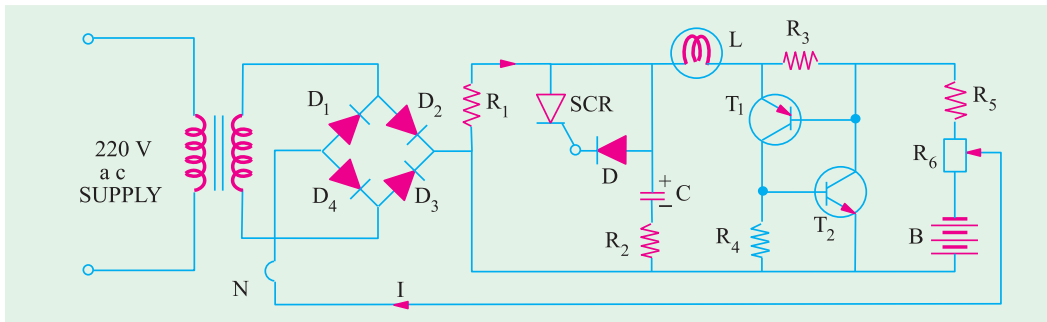 220 V
a c
SUPPLY
D1
D2
D4
D3
N
I
R1
SCR
D
+
–
C
R2
L
R3
T1
T2
R4
R5
R6
B